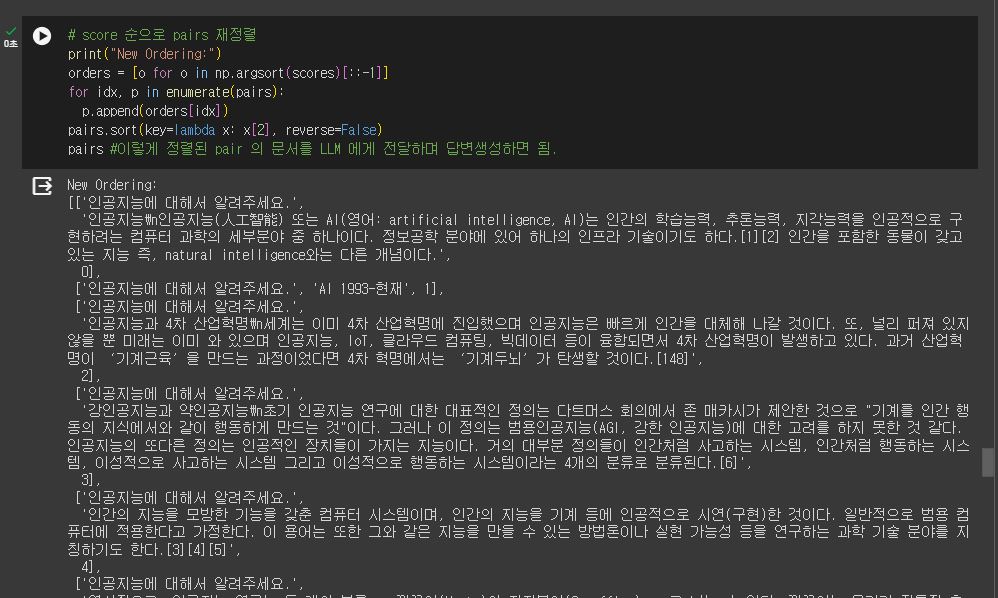 0초
# score 순으로 pairs 재정렬
print("New Ordering:")
orders = [o for o in np.argsort(scores)[::-1]]
for idx, p in enumerate(pairs):
p.append(orders[idx])
pairs.sort(key=lambda x: x[2], reverse=False)
pairs #이렇게 정렬된 pair 의 문서를 LLM 에게 전달하며 답변생성하면 됨.
New Ordering:
[['인공지능에 대해서 알려주세요.',
'인공지능₩n인공지능(人工智能) 또는 AI(영어: artificial intelligence, AI)는 인간의 학습능력, 추론능력, 지각능력을 인공적으로 구
현하려는 컴퓨터 과학의 세부분야 중 하나이다. 정보공학 분야에 있어 하나의 인프라 기술이기도 하다.[1][2] 인간을 포함한 동물이 갖고
있는 지능 즉, natural intelligence와는 다른 개념이다.',
0],
['인공지능에 대해서 알려주세요.', 'AI 1993-현재', 1],
['인공지능에 대해서 알려주세요.',
'인공지능과 4차 산업혁명₩n세계는 이미 4차 산업혁명에 진입했으며 인공지능은 빠르게 인간을 대체해 나갈 것이다. 또, 널리 퍼져 있지
않을 뿐 미래는 이미 와 있으며 인공지능, IoT, 클라우드 컴퓨팅, 빅데이터 등이 융합되면서 4차 산업혁명이 발생하고 있다. 과거 산업혁
명이 ‘기계근육’을 만드는 과정이었다면 4차 혁명에서는 ‘기계두뇌’가 탄생할 것이다.[148]',
2],
['인공지능에 대해서 알려주세요.',
'강인공지능과 약인공지능₩n초기 인공지능 연구에 대한 대표적인 정의는 다트머스 회의에서 존 매카시가 제안한 것으로 "기계를 인간 행
동의 지식에서와 같이 행동하게 만드는 것"이다. 그러나 이 정의는 범용인공지능(AGI, 강한 인공지능)에 대한 고려를 하지 못한 것 같다.
인공지능의 또다른 정의는 인공적인 장치들이 가지는 지능이다. 거의 대부분 정의들이 인간처럼 사고하는 시스템, 인간처럼 행동하는 시스
템, 이성적으로 사고하는 시스템 그리고 이성적으로 행동하는 시스템이라는 4개의 분류로 분류된다.[6]',
3],
['인공지능에 대해서 알려주세요.',
'인간의 지능을 모방한 기능을 갖춘 컴퓨터 시스템이며, 인간의 지능을 기계 등에 인공적으로 시연(구현)한 것이다. 일반적으로 범용 컴
퓨터에 적용한다고 가정한다. 이 용어는 또한 그와 같은 지능을 만들 수 있는 방법론이나 실현 가능성 등을 연구하는 과학 기술 분야를 지
칭하기도 한다.[3][4][5]',
4],
['인공지능에 대해서 알려주세요.',